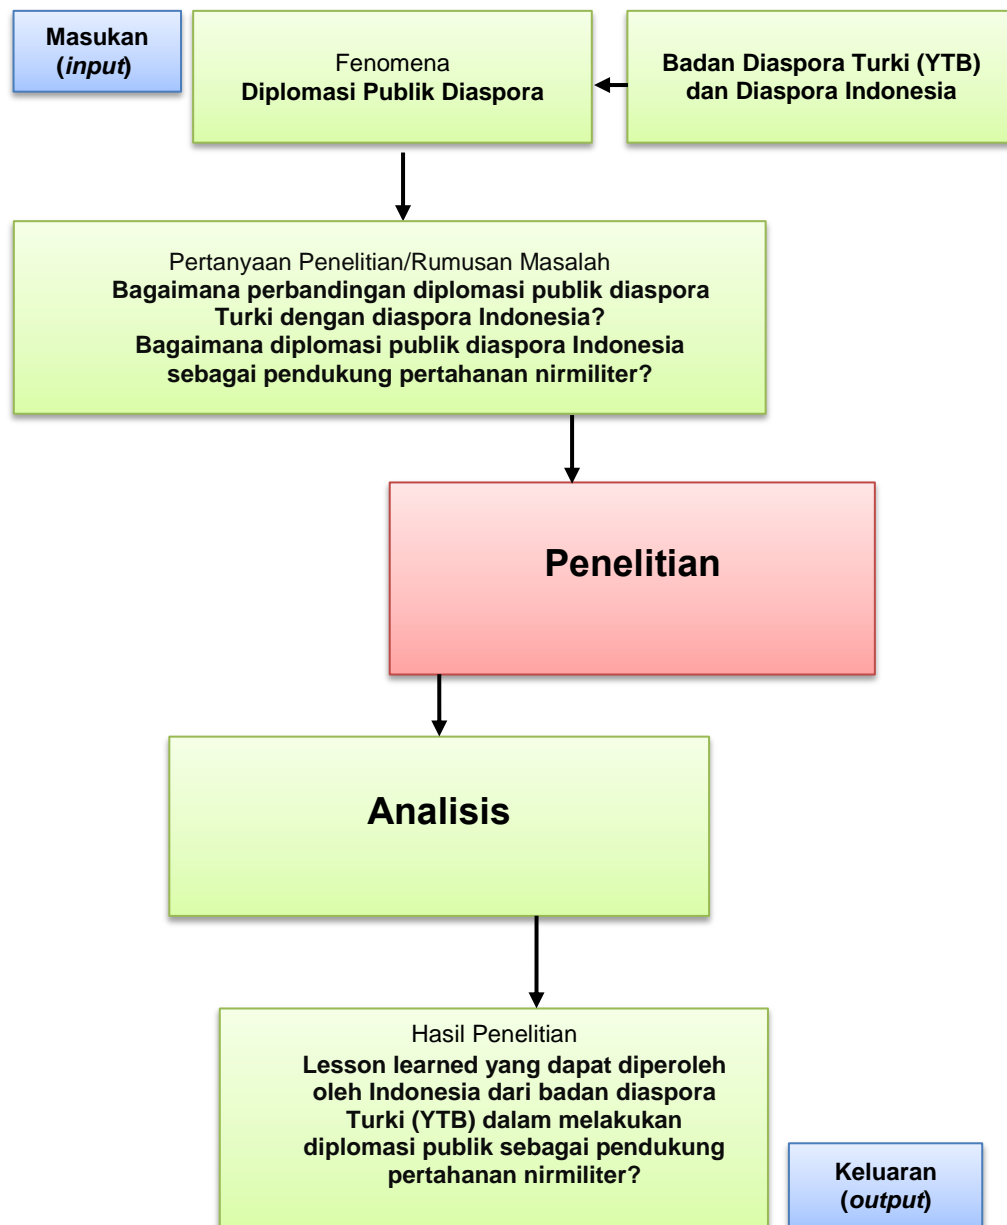 Masukan
(input)
Fenomena
Diplomasi Publik Diaspora
Badan Diaspora Turki (YTB)
dan Diaspora Indonesia
Pertanyaan Penelitian/Rumusan Masalah
Bagaimana perbandingan diplomasi publik diaspora
Turki dengan diaspora Indonesia?
Bagaimana diplomasi publik diaspora Indonesia
sebagai pendukung pertahanan nirmiliter?
Penelitian
Analisis
Hasil Penelitian
Lesson learned yang dapat diperoleh
oleh Indonesia dari badan diaspora
Turki (YTB) dalam melakukan
diplomasi publik sebagai pendukung
pertahanan nirmiliter?
Keluaran
(output)